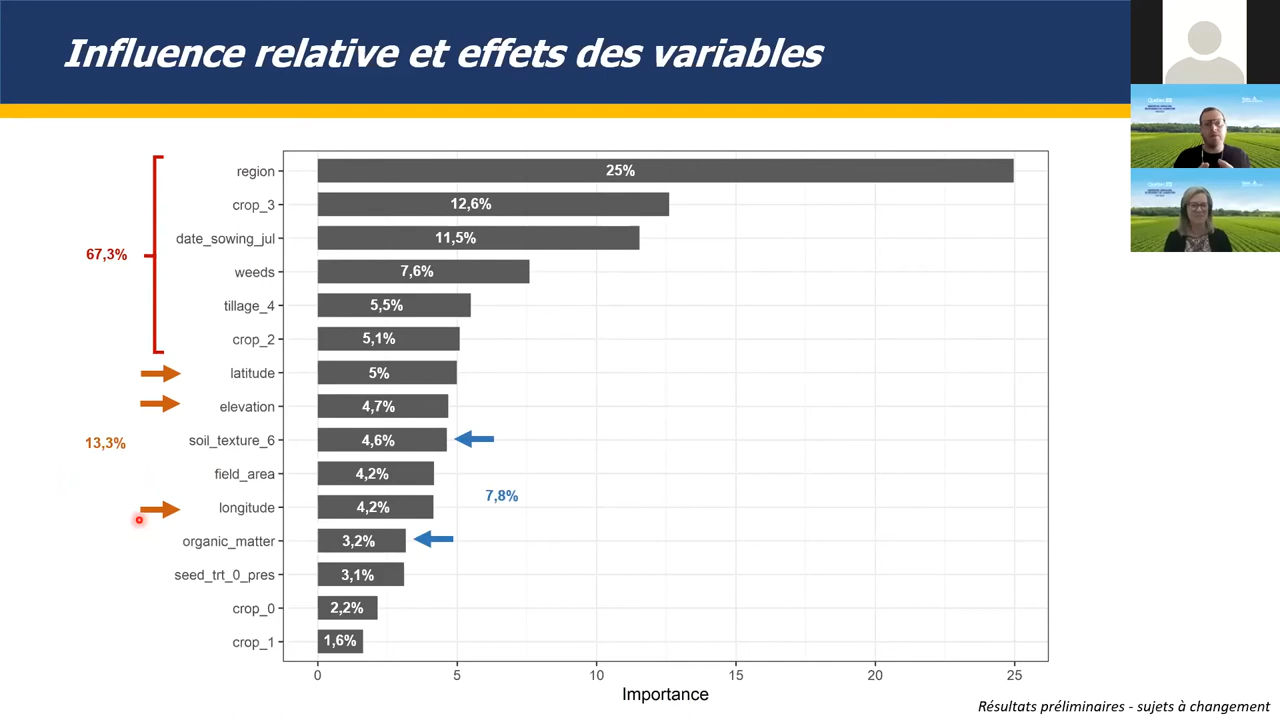 Influence relative et effets des variables
67,3%
13,3%
region 25%
crop_3 12,6%
date_sowing_jul 11,5%
weeds 7,6%
tillage_4 5,5%
crop_2 5,1%
latitude 5%
elevation 4,7%
soil_texture_6 4,6%
field_area 4,2%
longitude 4,2%
7,8%
organic_matter 3,2%
seed_trt_0_pres 3,1%
crop_0 2,2%
crop_1 1,6%
0 5 10 15 20 25
Importance
Résultats préliminaires - sujets à changement
Québec
Québec